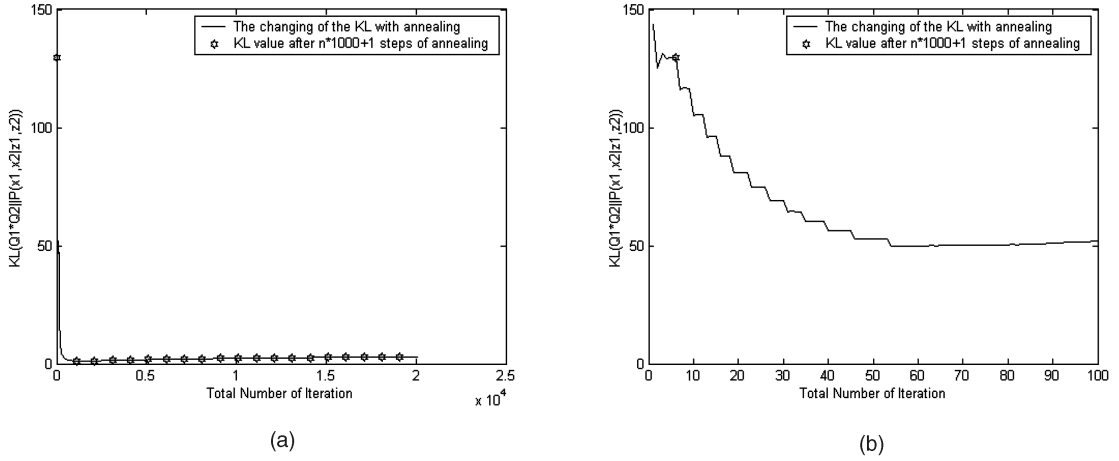 150
100
50
0
KL(Q1*Q2||P(x1,x2|z1,z2))
The changing of the KL with annealing
KL value after n*1000+1 steps of annealing
0 0.5 1 1.5 2 2.5
Total Number of Iteration
x 10^4
(a)
150
100
50
0
KL(Q1*Q2||P(x1,x2|z1,z2))
The changing of the KL with annealing
KL value after n*1000+1 steps of annealing
0 10 20 30 40 50 60 70 80 90 100
Total Number of Iteration
(b)